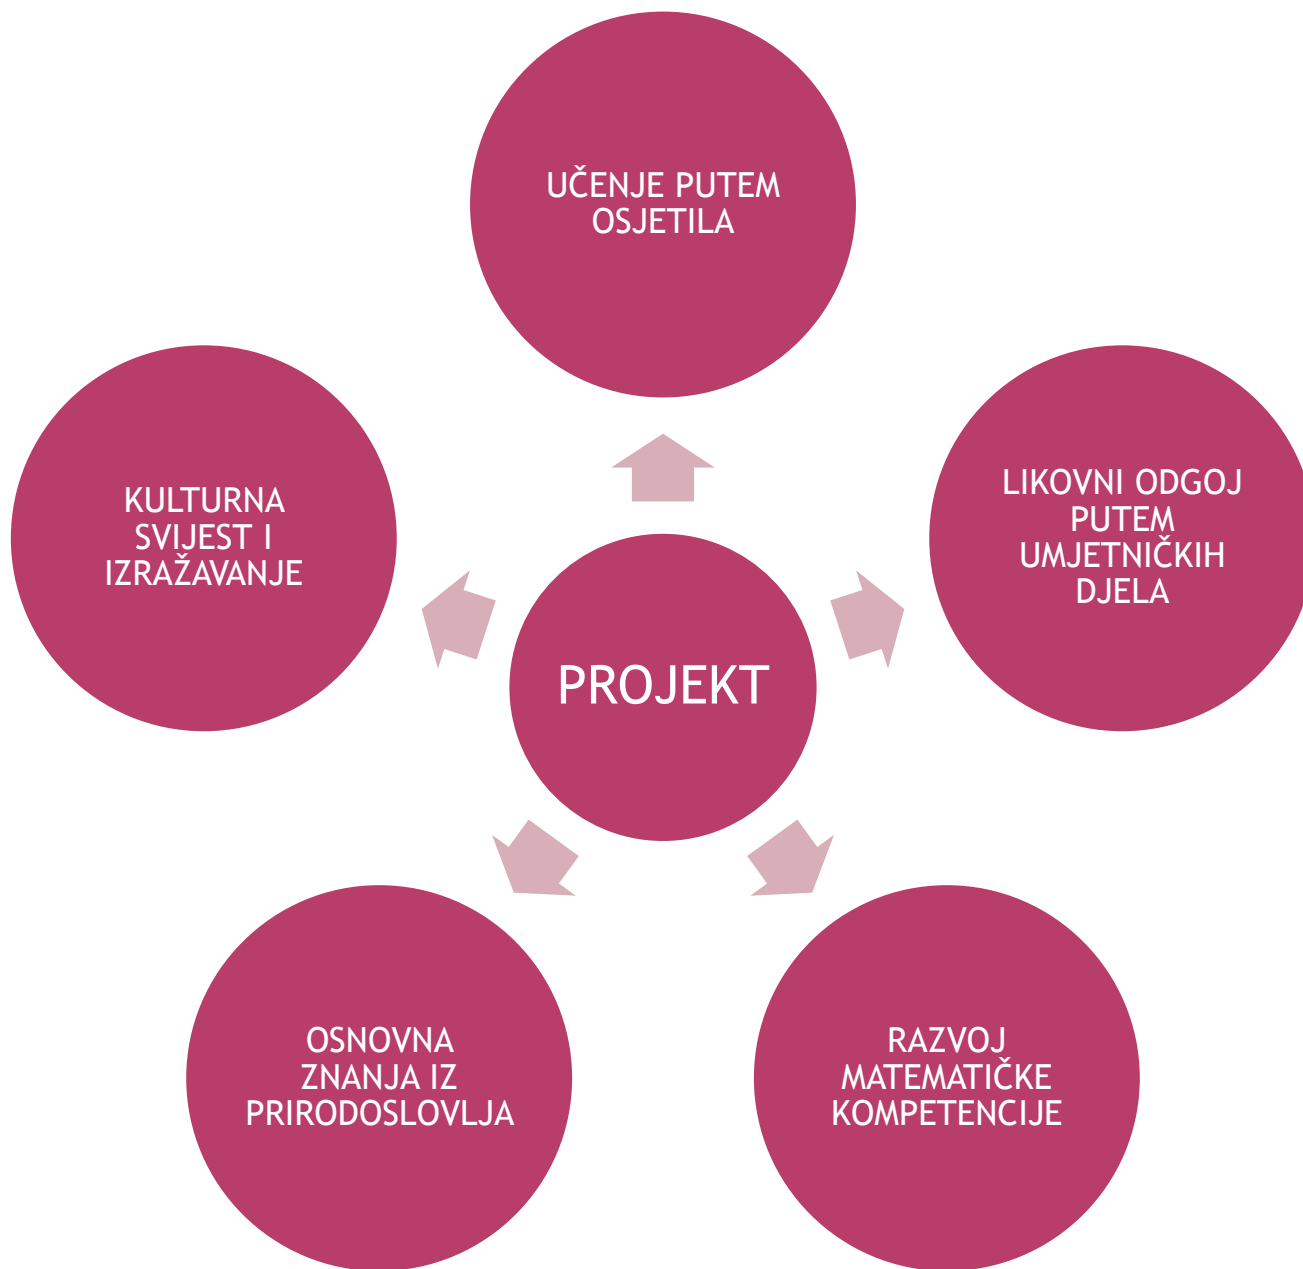 UČENJE PUTEM
OSJETILA
LIKOVNI ODGOJ
PUTEM
UMJETNIČKIH
DJELA
RAZVOJ
MATEMATIČKE
KOMPETENCIJE
OSNOVNA
ZNANJA IZ
PRIRODOSLOVLJA
KULTURNA
SVIJEST I
IZRAŽAVANJE
PROJEKT